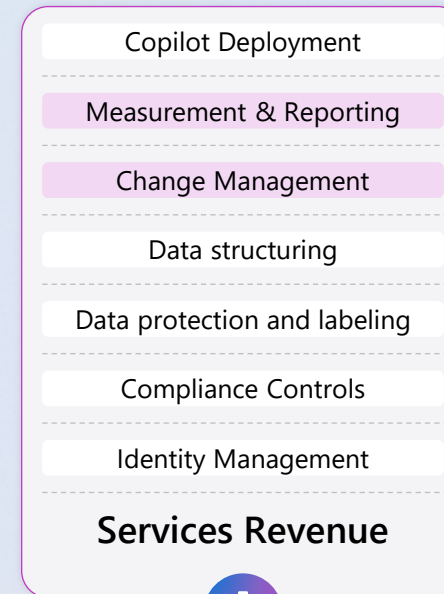 Copilot Deployment
Measurement & Reporting
Change Management
Data structuring
Data protection and labeling
Compliance Controls
Identity Management
Services Revenue